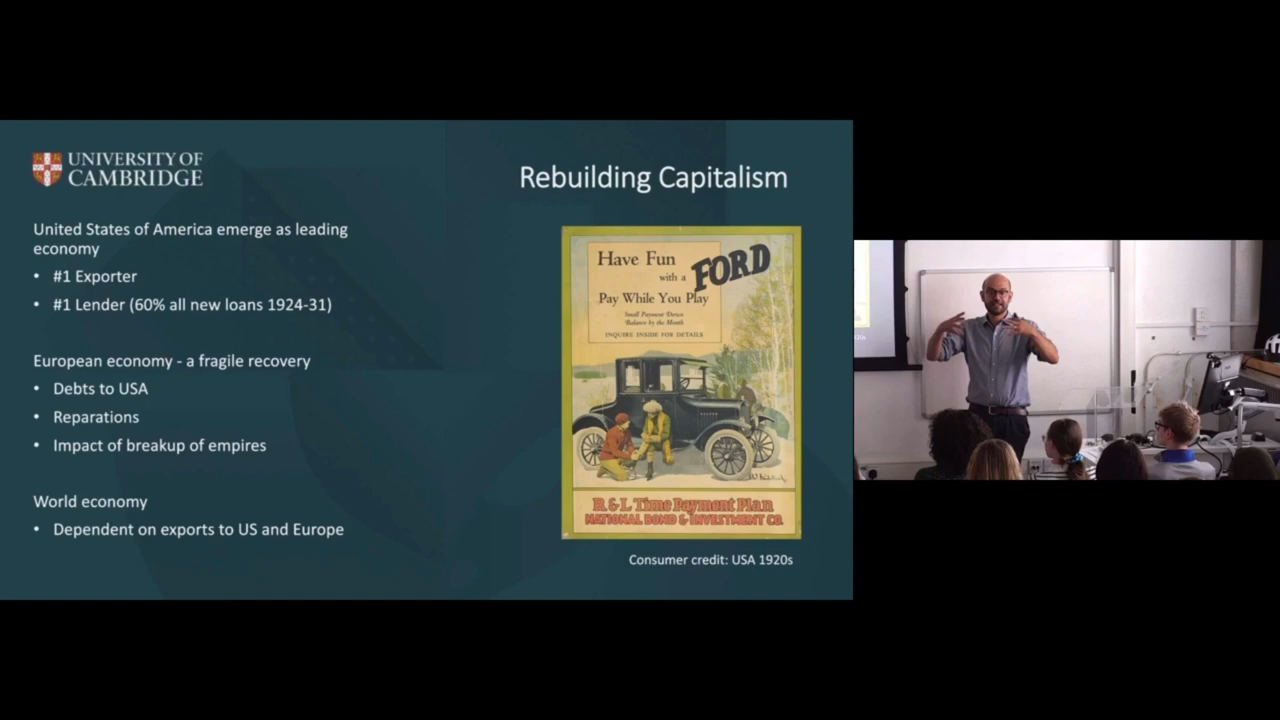 UNIVERSITY OF
CAMBRIDGE
Rebuilding Capitalism
United States of America emerge as leading
economy
• #1 Exporter
• #1 Lender (60% all new loans 1924-31)
European economy - a fragile recovery
• Debts to USA
• Reparations
• Impact of breakup of empires
World economy
• Dependent on exports to US and Europe
Have Fun
with a FORD
Pay While You Play
Small Payment Down
Balance by the Month
INQUIRE INSIDE FOR DETAILS
R & L Time Payment Plan
NATIONAL BOND & INVESTMENT CO.
Consumer credit: USA 1920s